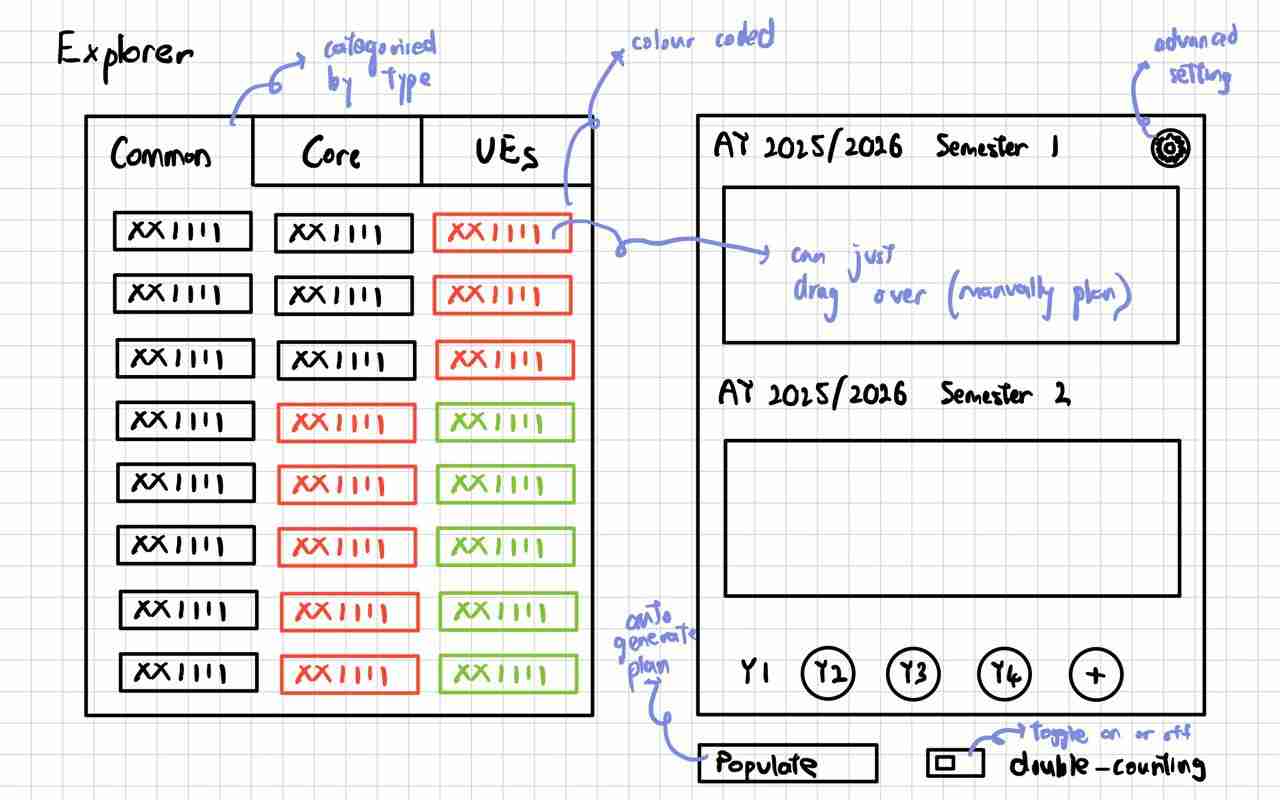 Explorer
categorised
by type
colour coded
advanced
setting
Common Core UEs
XX1111 XX1111 XX1111
XX1111 XX1111 XX1111
XX1111 XX1111 XX1111
XX1111 XX1111 XX1111
XX1111 XX1111 XX1111
XX1111 XX1111 XX1111
XX1111 XX1111 XX1111
XX1111 XX1111 XX1111
AY 2025/2026 Semester 1
can just
drag over (manually plan)
AY 2025/2026 Semester 2
Y1 Y2 Y3 Y4 +
auto
generate
plan
Populate
toggle on or off
double-counting